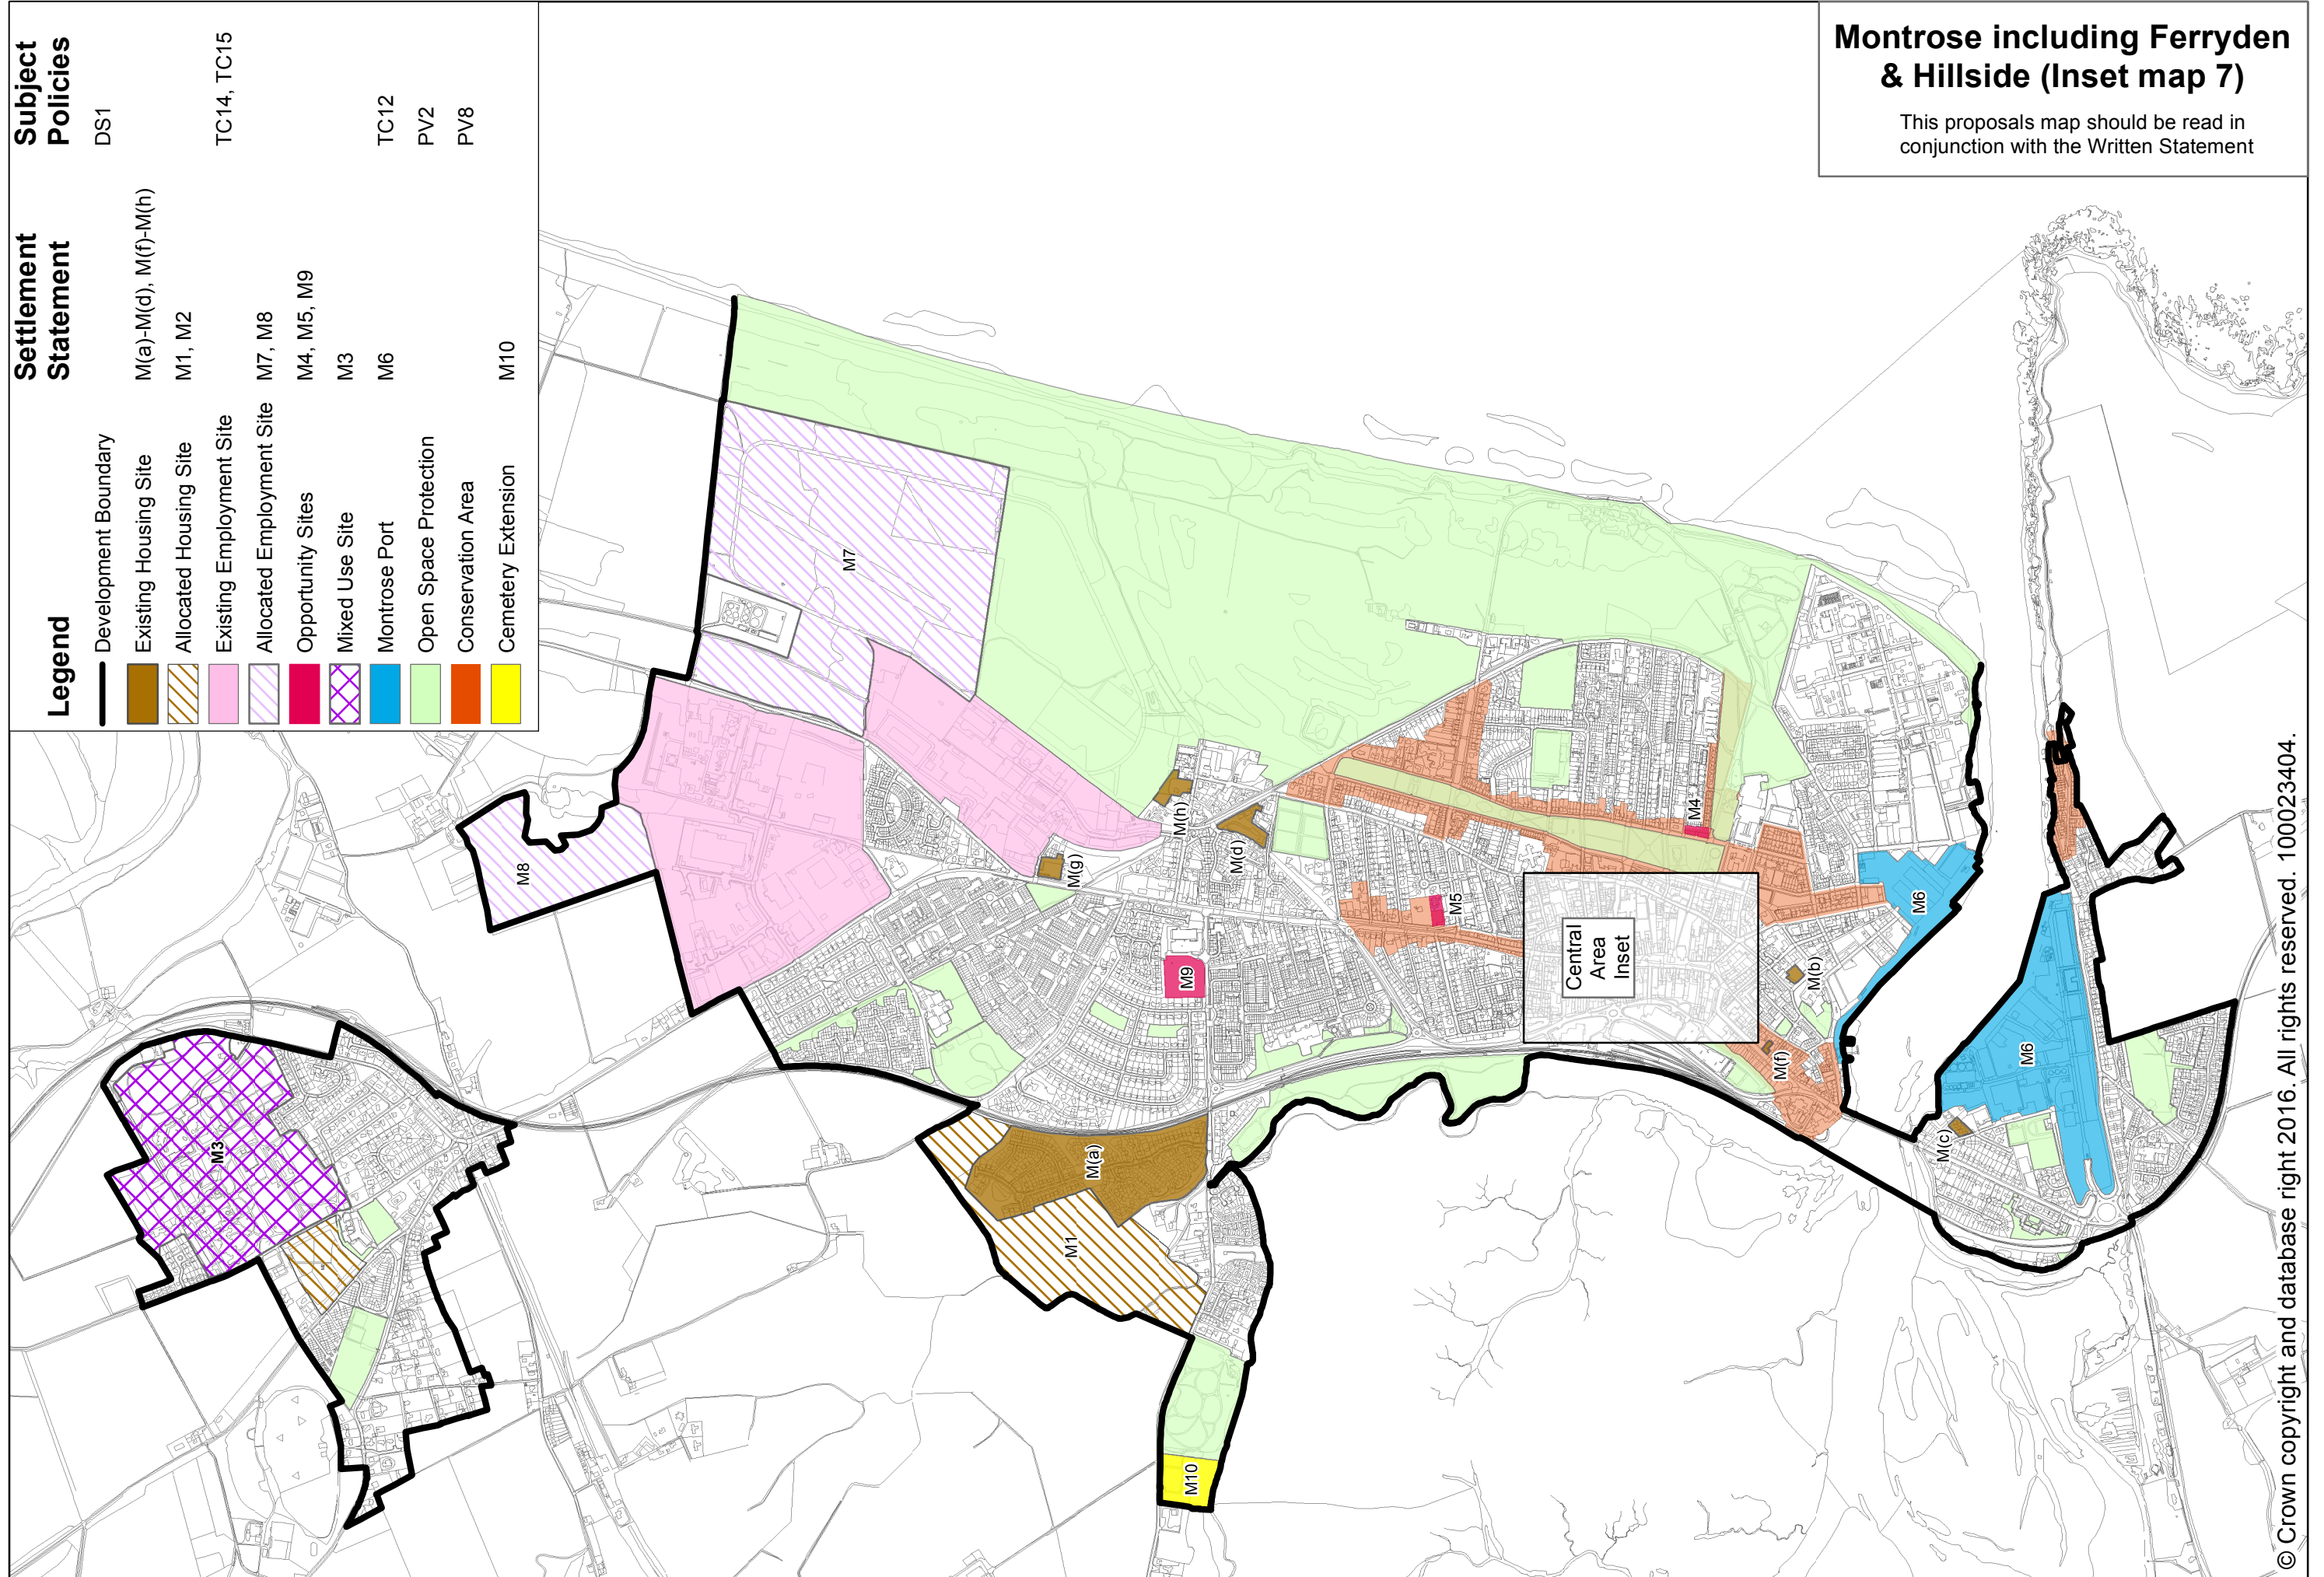 Montrose including Ferryden
& Hillside (Inset map 7)
This proposals map should be read in
conjunction with the Written Statement
Legend
Settlement
Statement
Subject
Policies
Development Boundary DS1
Existing Housing Site M(a)-M(d), M(f)-M(h)
Allocated Housing Site M1, M2
Existing Employment Site TC14, TC15
Allocated Employment Site M7, M8
Opportunity Sites M4, M5, M9
Mixed Use Site M3
Montrose Port M6 TC12
Open Space Protection PV2
Conservation Area PV8
Cemetery Extension M10
M3
M8
M7
M(g)
M(h)
M(d)
M9
M(a)
M1
M10
M5
M4
Central
Area
Inset
M(b)
M(f)
M6
M6
M(c)
© Crown copyright and database right 2016. All rights reserved. 100023404.